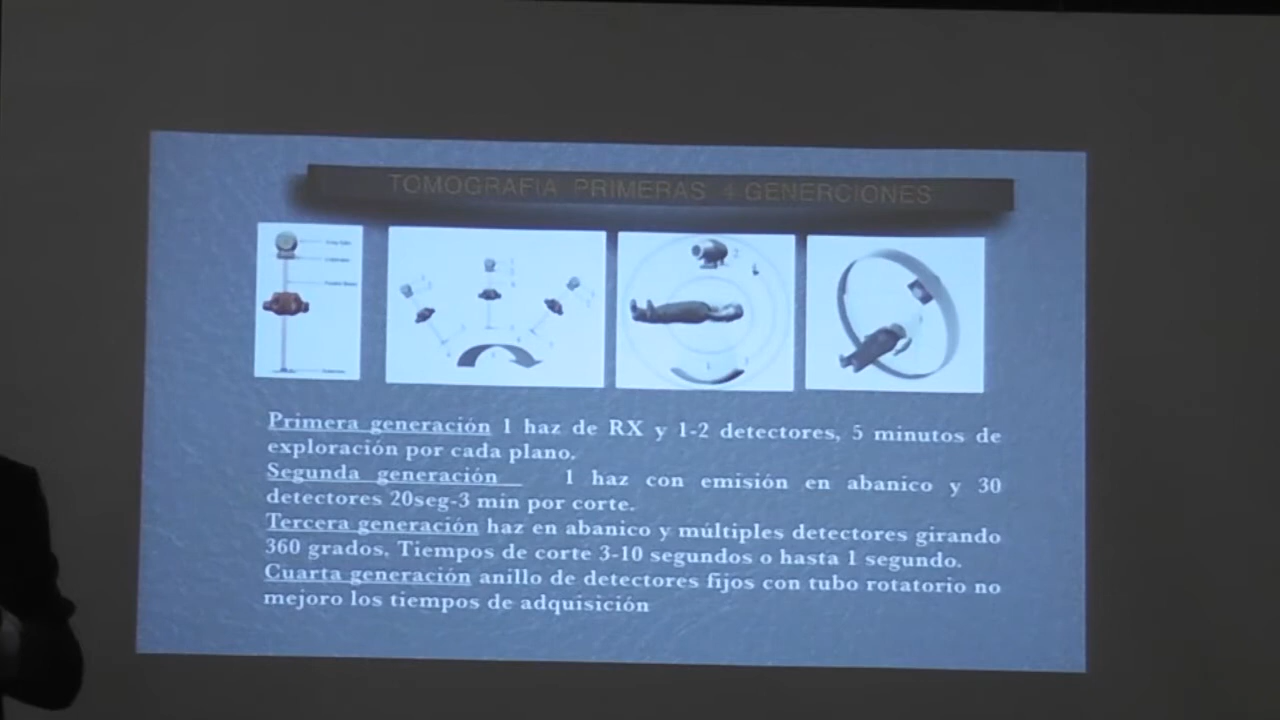 TOMOGRAFIA PRIMERAS 4 GENERCIONES
Primera generación 1 haz de RX y 1-2 detectores, 5 minutos de
exploración por cada plano.
Segunda generación 1 haz con emisión en abanico y 30
detectores 20seg-3 min por corte.
Tercera generación haz en abanico y múltiples detectores girando
360 grados. Tiempos de corte 3-10 segundos o hasta 1 segundo.
Cuarta generación anillo de detectores fijos con tubo rotatorio no
mejoro los tiempos de adquisición